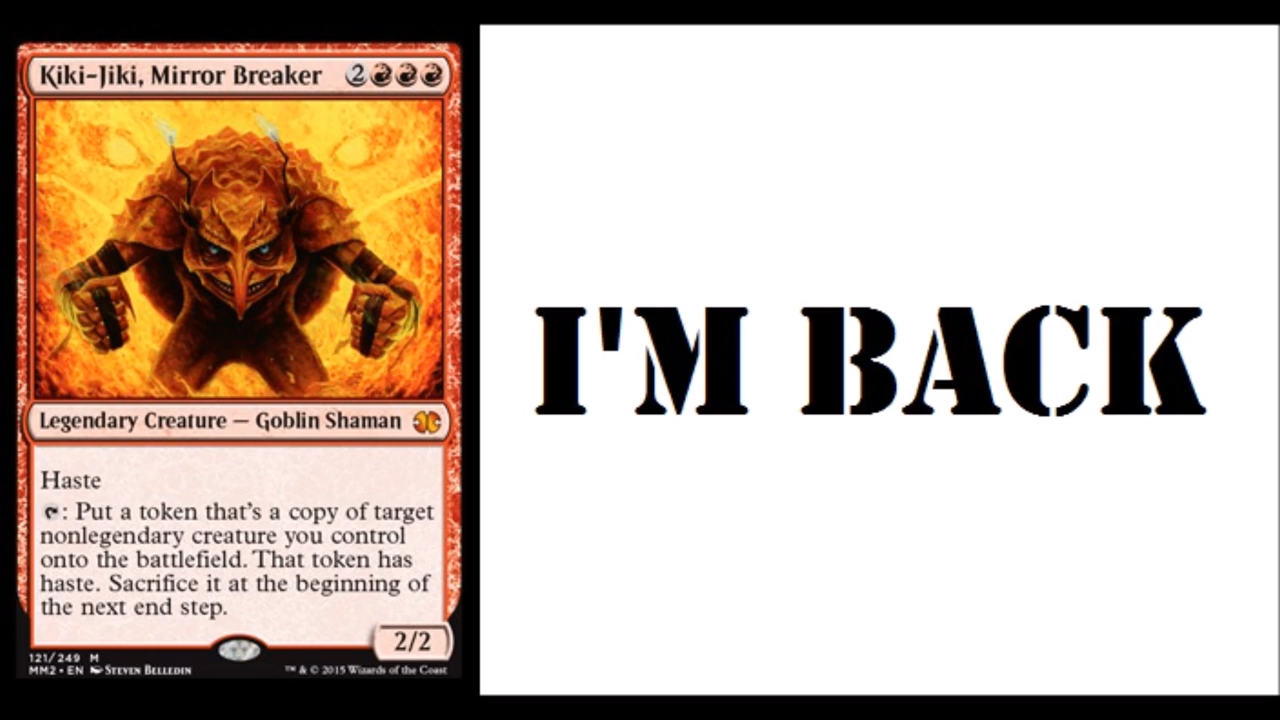 Kiki-Jiki, Mirror Breaker 2
Legendary Creature — Goblin Shaman
Haste
: Put a token that's a copy of target
nonlegendary creature you control
onto the battlefield. That token has
haste. Sacrifice it at the beginning of
the next end step.
2/2
121/249 M
MM2 • EN Steven Belledin
™ & © 2015 Wizards of the Coast
I'M BACK